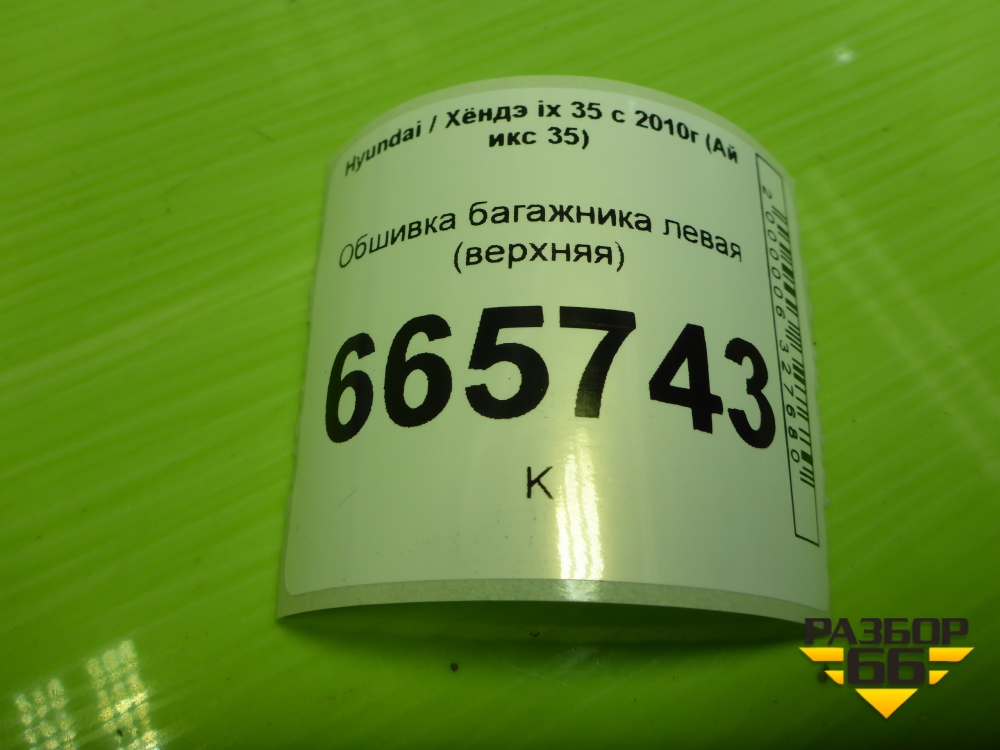 Hyundai / Хёндэ ix 35 с 2010г (Ай
икс 35)
Обшивка багажника левая
(верхняя)
665743
К
2000006327680
РАЗБОР
66